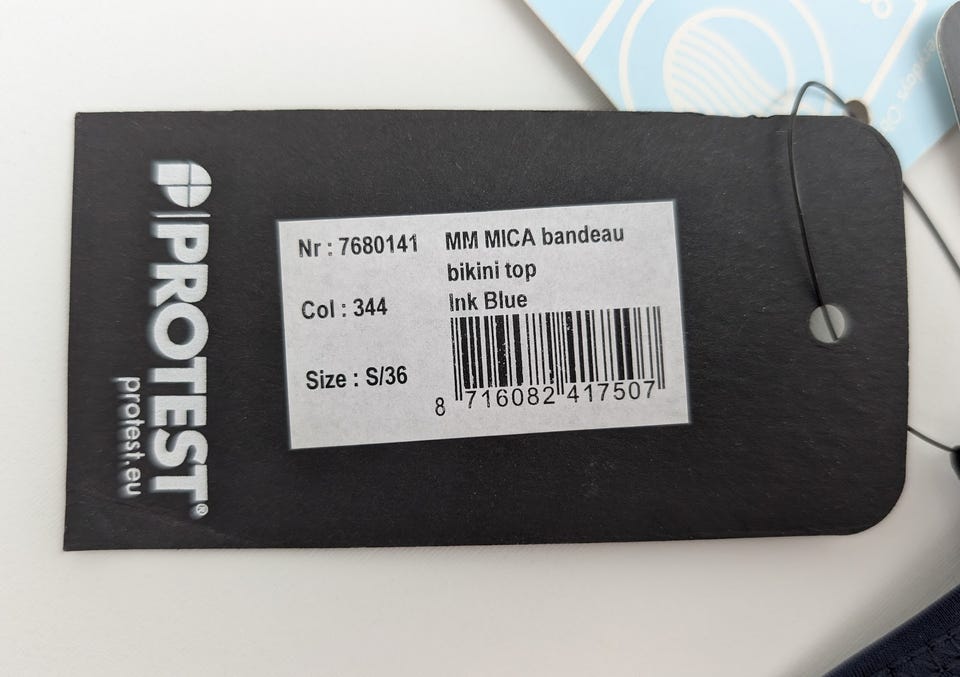 PROTEST®
protest.eu
Nr : 7680141
MM MICA bandeau
bikini top
Ink Blue
Col : 344
Size : S/36
8 716082 417507